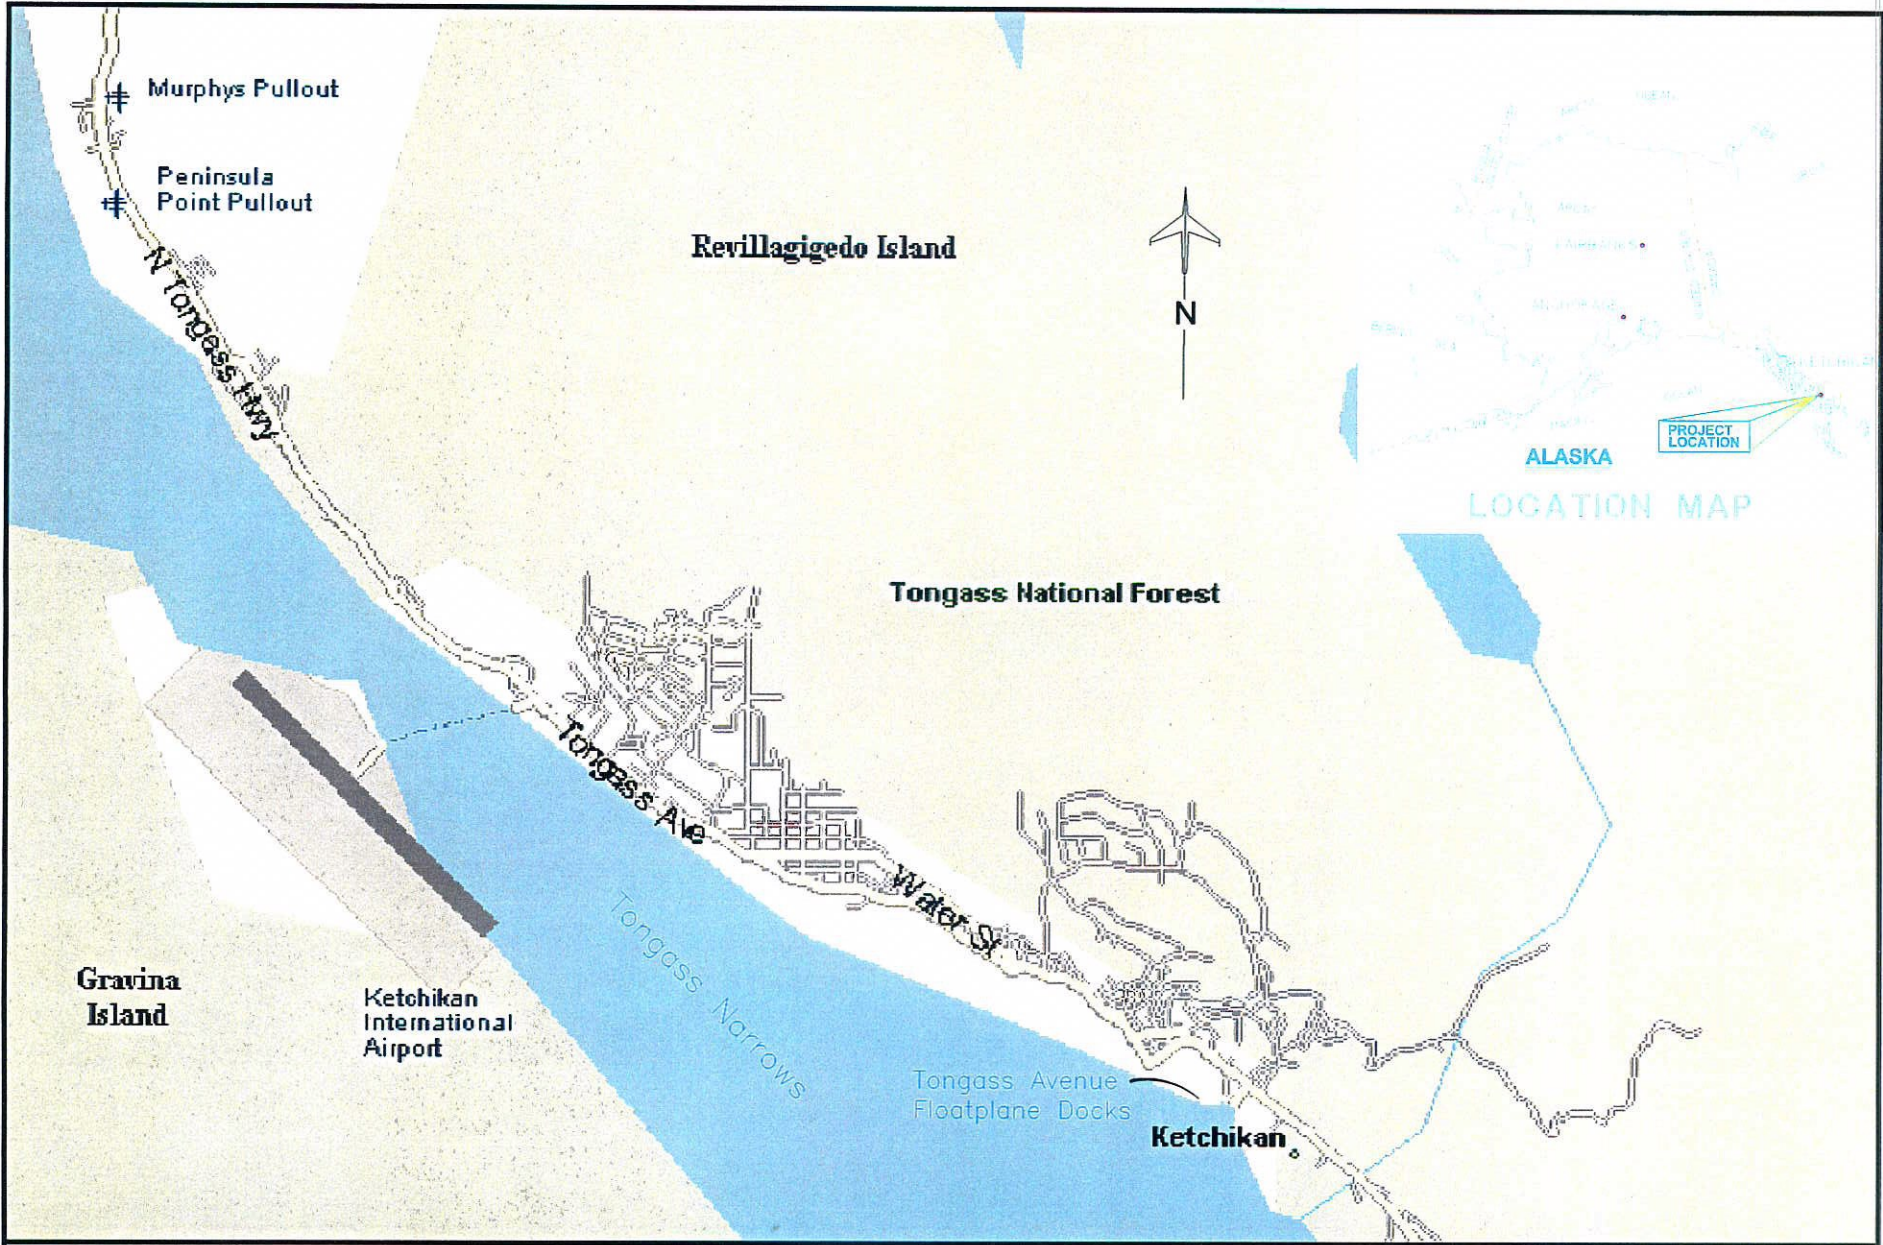 Murphys Pullout
Peninsula
Point Pullout
N Tongass Hwy
Revillagigedo Island
N
PROJECT
LOCATION
ALASKA
LOCATION MAP
Tongass National Forest
Tongass Ave
Water St
Tongass Narrows
Gravina
Island
Ketchikan
International
Airport
Tongass Avenue
Floatplane Docks
Ketchikan